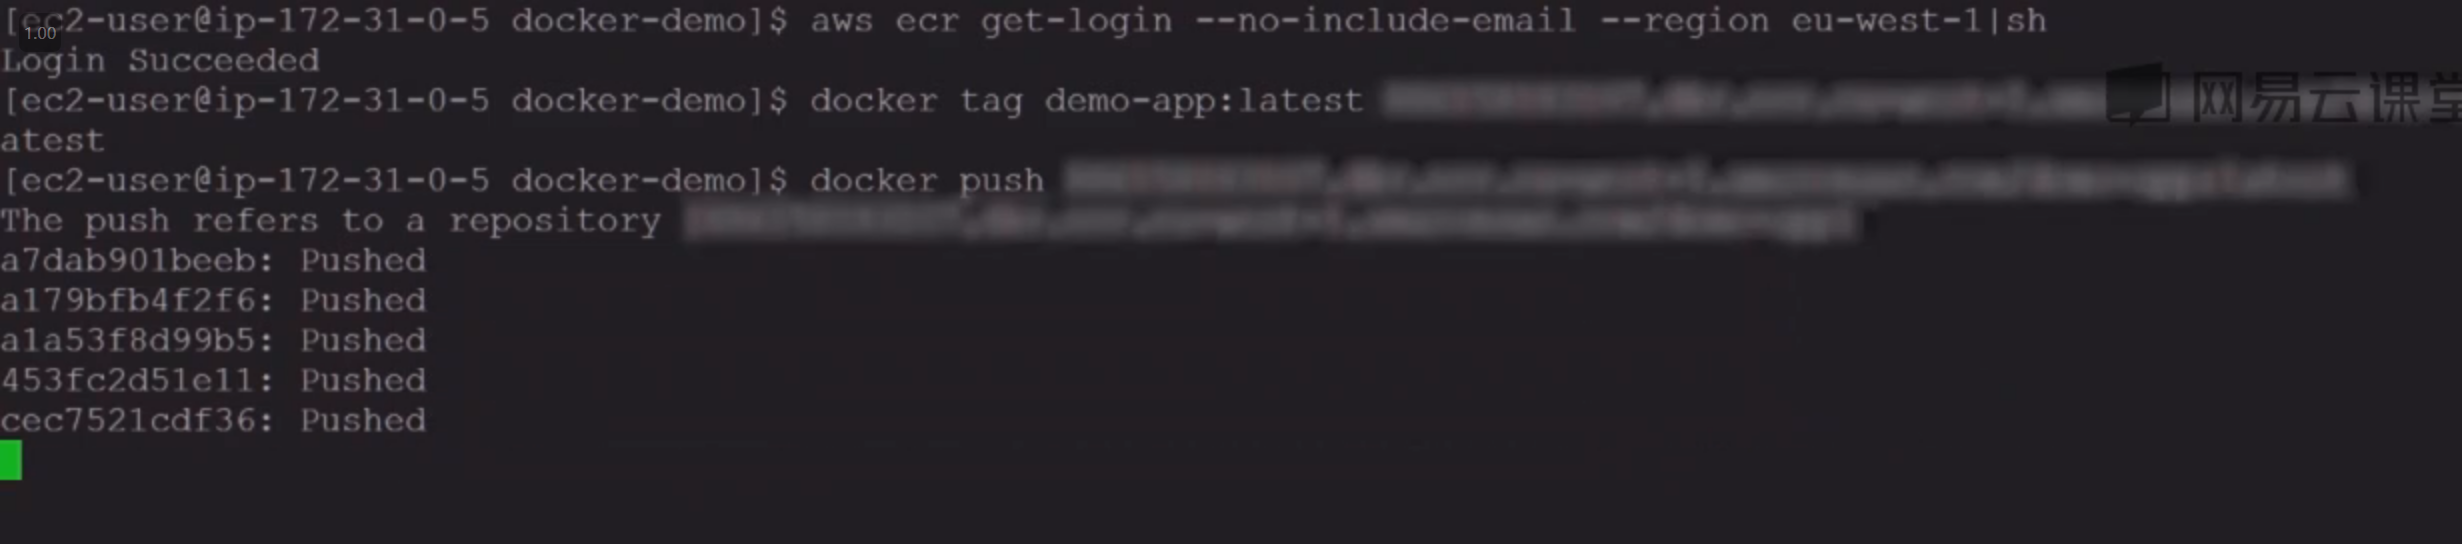 [ec2-user@ip-172-31-0-5 docker-demo]$ aws ecr get-login --no-include-email --region eu-west-1|sh
1.00
Login Succeeded
[ec2-user@ip-172-31-0-5 docker-demo]$ docker tag demo-app:latest
网易云课堂
atest
[ec2-user@ip-172-31-0-5 docker-demo]$ docker push
The push refers to a repository
a7dab901beeb: Pushed
a179bfb4f2f6: Pushed
a1a53f8d99b5: Pushed
453fc2d51e11: Pushed
cec7521cdf36: Pushed